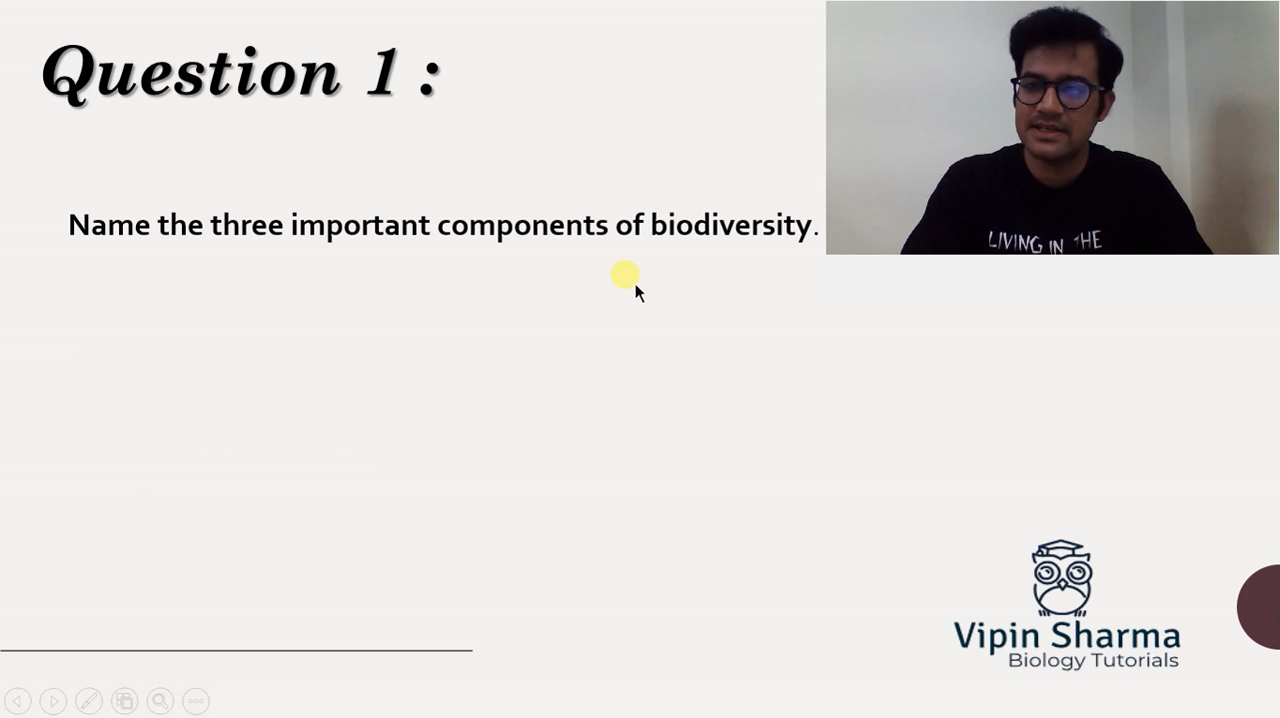 Question 1 :
Name the three important components of biodiversity.
LIVING IN THE
Vipin Sharma
Biology Tutorials